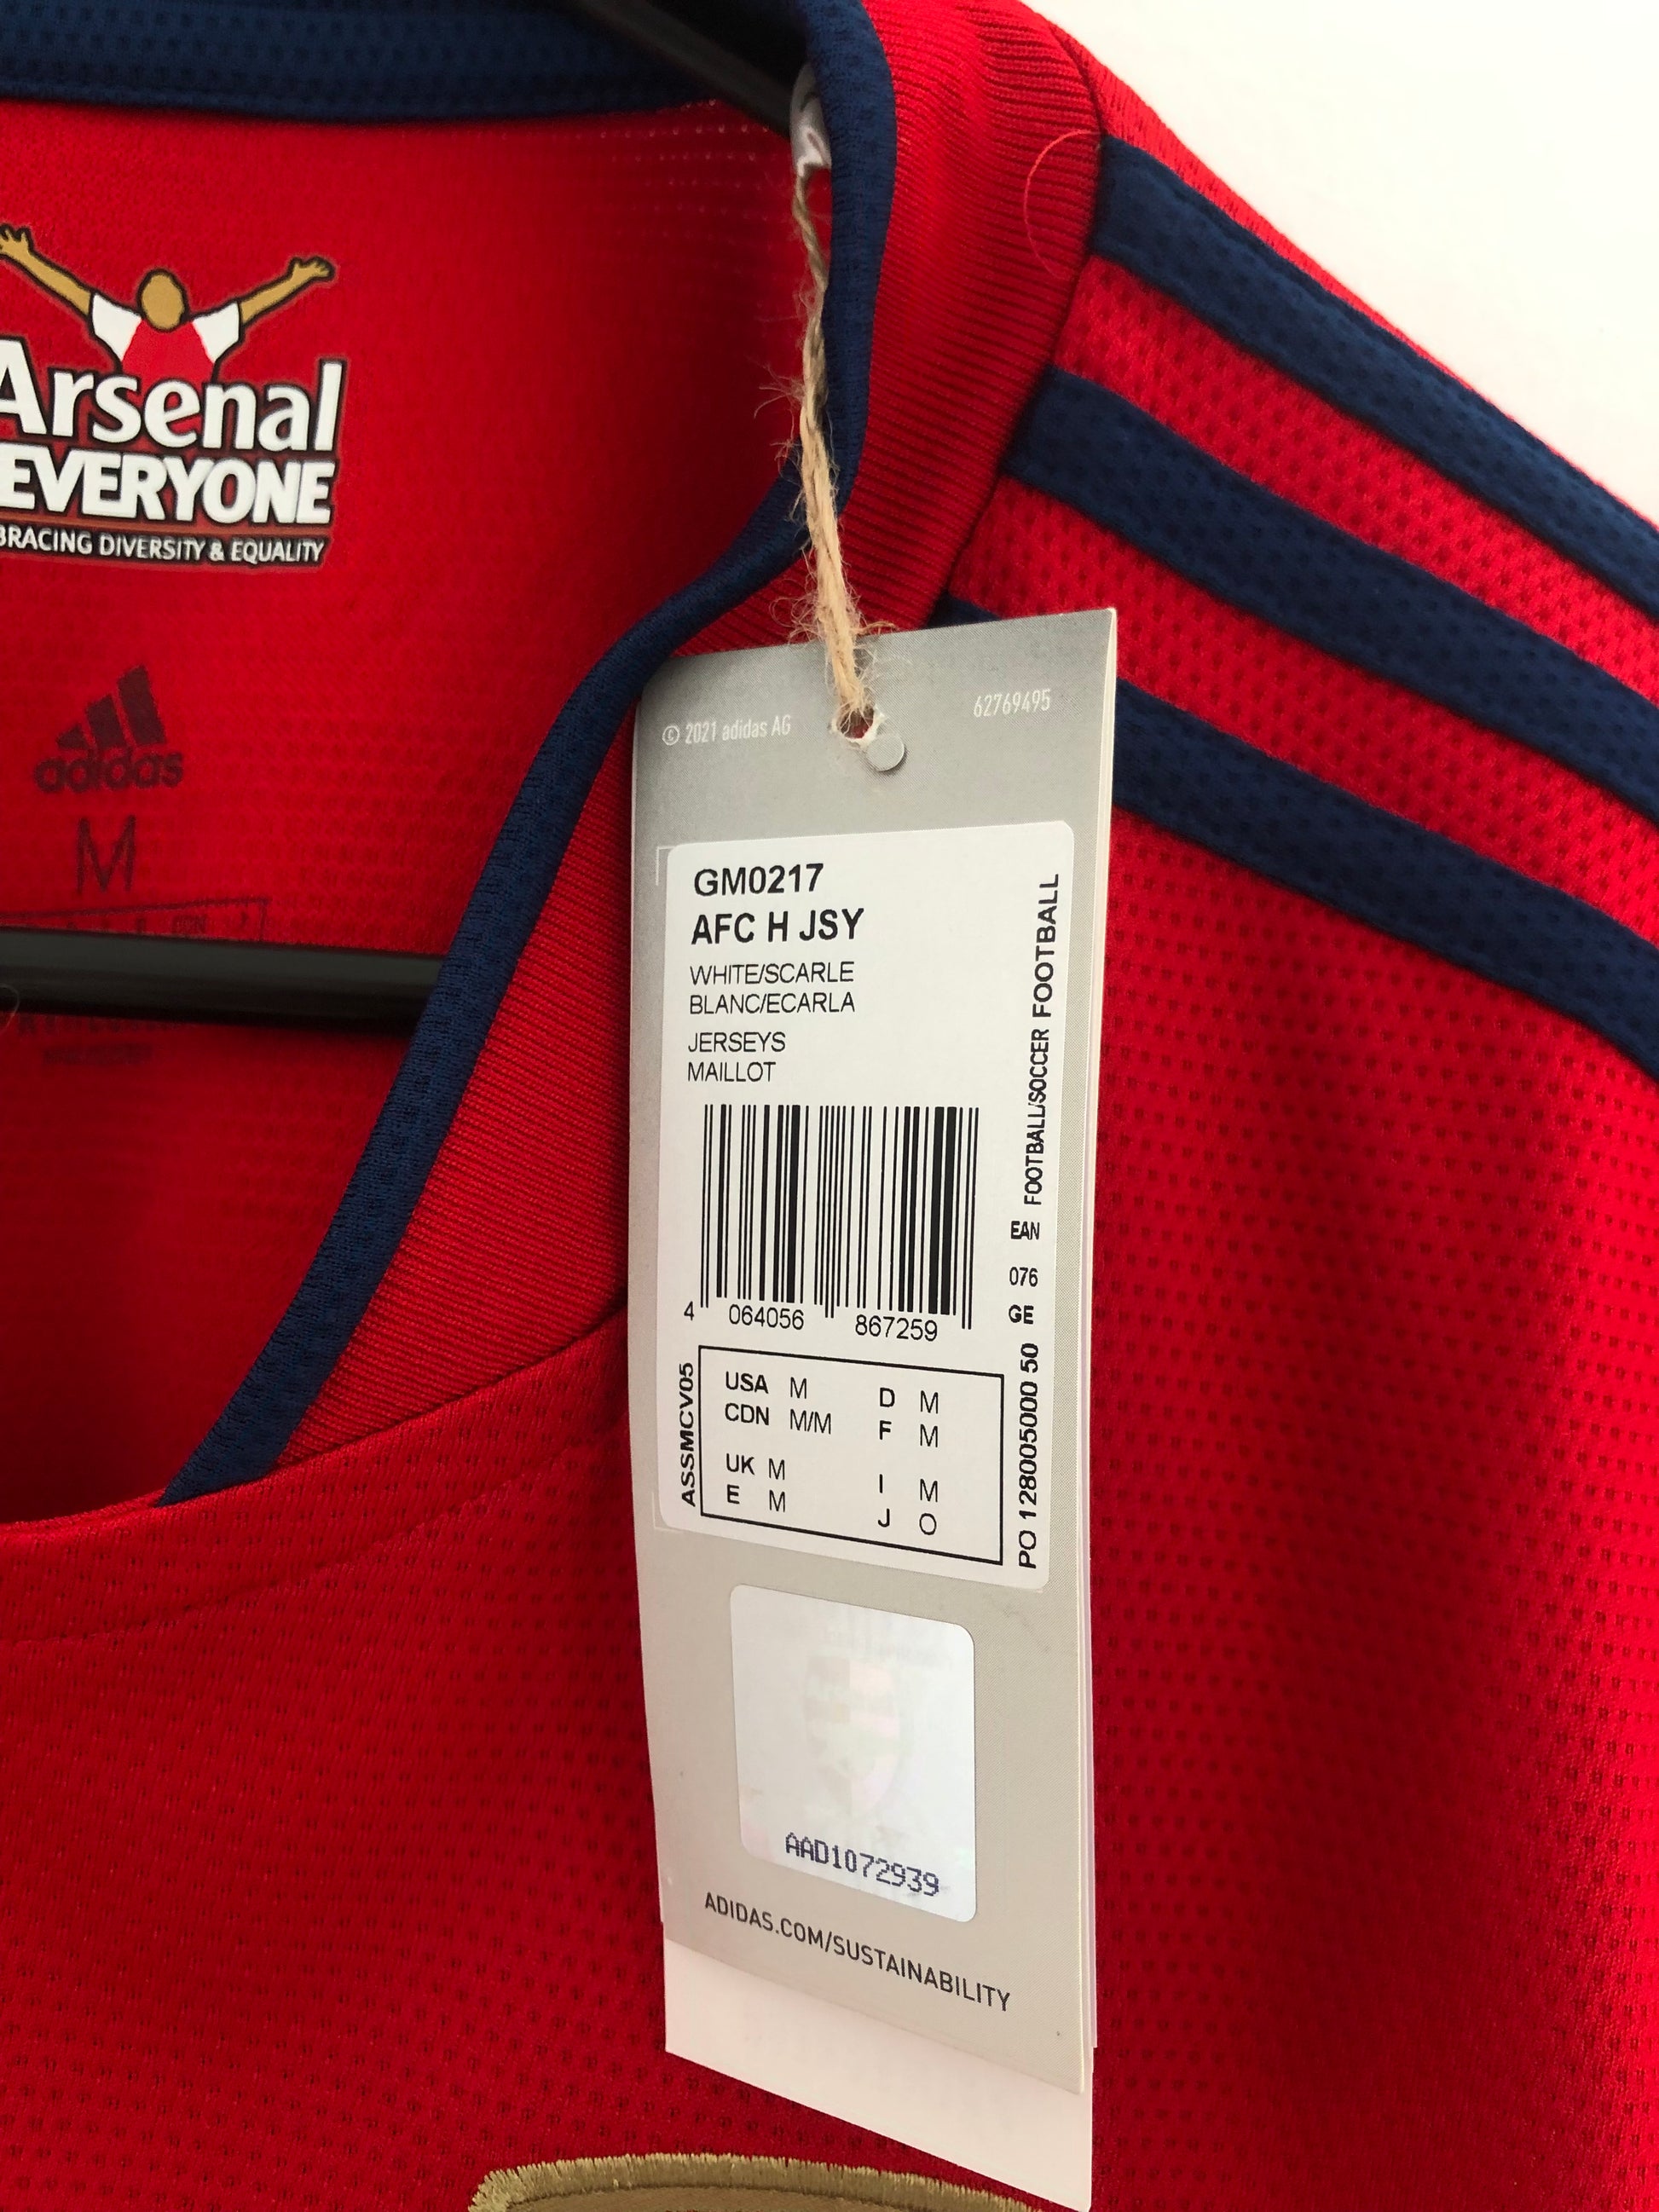 Arsenal
EVERYONE
BRACING DIVERSITY & EQUALITY
adidas
M
© 2021 adidas AG
62769495
GM0217
AFC H JSY
WHITE/SCARLE
BLANC/ECARLA
JERSEYS
MAILLOT
FOOTBALL/SOCCER FOOTBALL
EAN
076
GE
PO 128005000 50
4 064056 867259
ASSMCV05
USA M D M
CDN M/M F M
UK M I M
E M J O
AAD1072939
ADIDAS.COM/SUSTAINABILITY